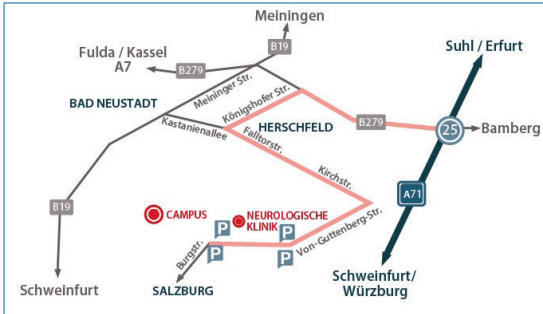 Meiningen
B19
Suhl / Erfurt
Fulda / Kassel
A7
B279
Meininger Str.
BAD NEUSTADT
Königshofer Str.
Kastanienallee
HERSCHFELD
Falltorstr.
B279
25
Bamberg
Kirchstr.
A71
B19
CAMPUS
NEUROLOGISCHE
KLINIK
P
P
Von-Guttenberg-Str.
Burgstr.
P
P
Schweinfurt
SALZBURG
Schweinfurt/
Würzburg